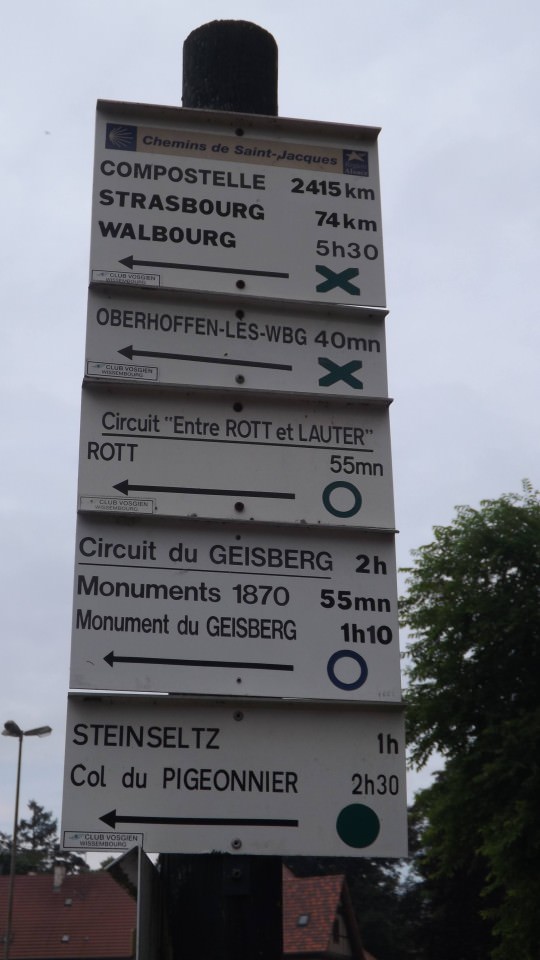 Chemins de Saint-Jacques
COMPOSTELLE 2415 km
STRASBOURG 74 km
WALBOURG 5h30
CLUB VOSGIEN
WISSEMBOURG
OBERHOFFEN-LÈS-WBG 40mn
CLUB VOSGIEN
WISSEMBOURG
Circuit "Entre ROTT et LAUTER"
ROTT 55mn
CLUB VOSGIEN
WISSEMBOURG
Circuit du GEISBERG 2h
Monuments 1870 55mn
Monument du GEISBERG 1h10
STEINSELTZ 1h
Col du PIGEONNIER 2h30
CLUB VOSGIEN
WISSEMBOURG